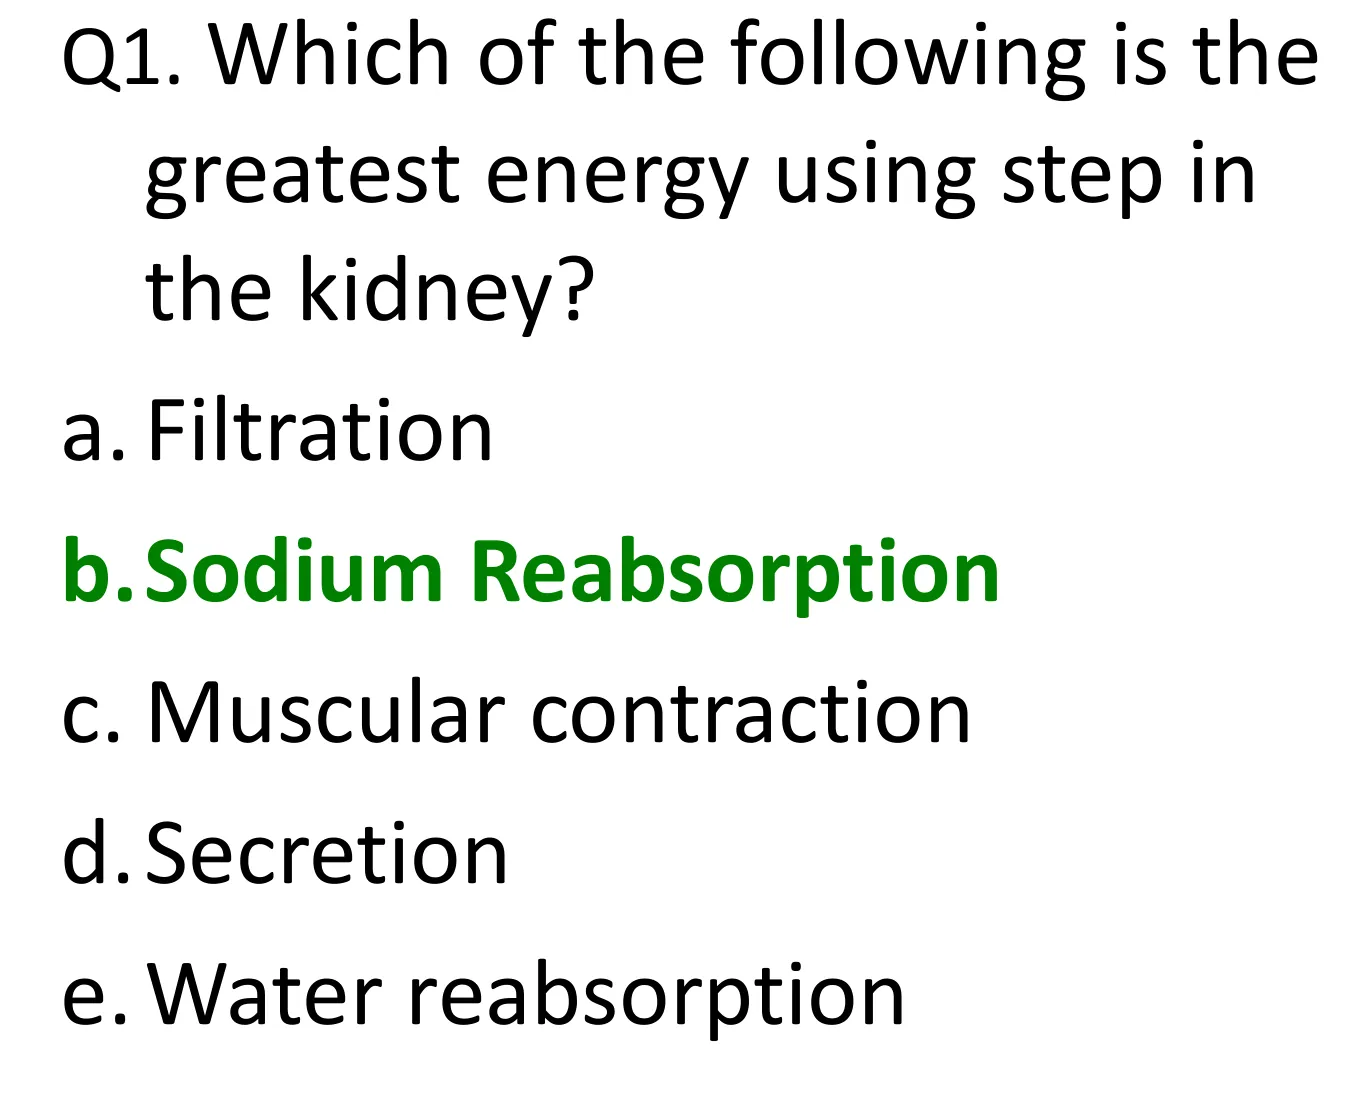 Q1. Which of the following is the
greatest energy using step in
the kidney?
a. Filtration
b. Sodium Reabsorption
c. Muscular contraction
d. Secretion
e. Water reabsorption